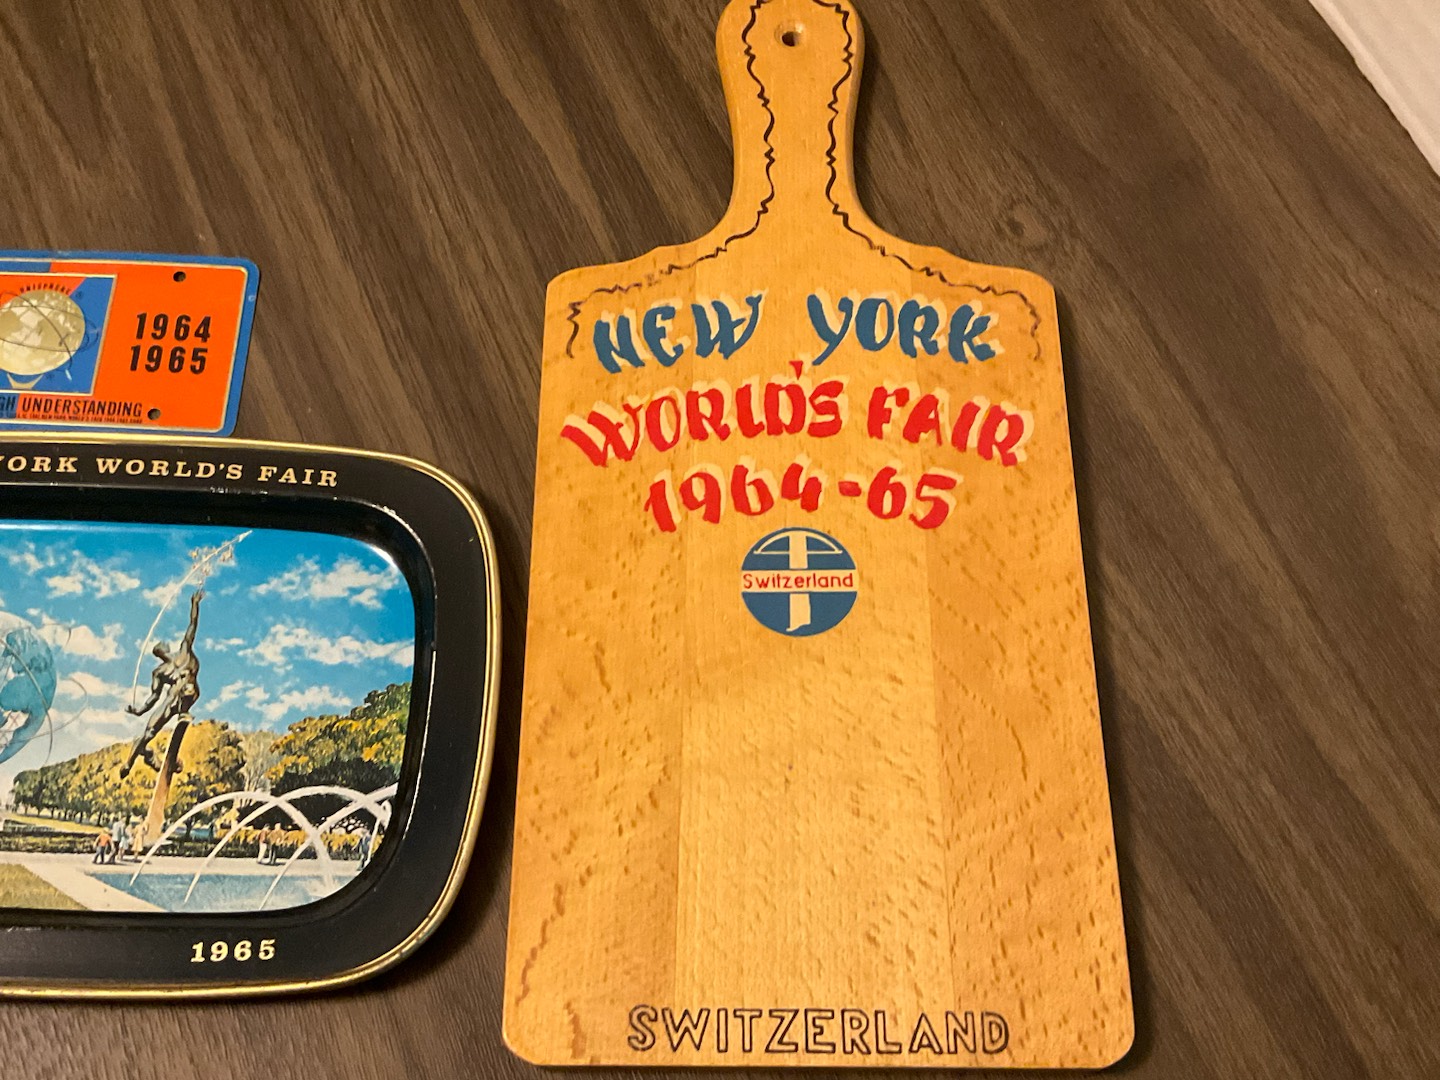 1964
1965
UNDERSTANDING
YORK WORLD'S FAIR
1965
NEW YORK
WORLD'S FAIR
1964-65
Switzerland
SWITZERLAND